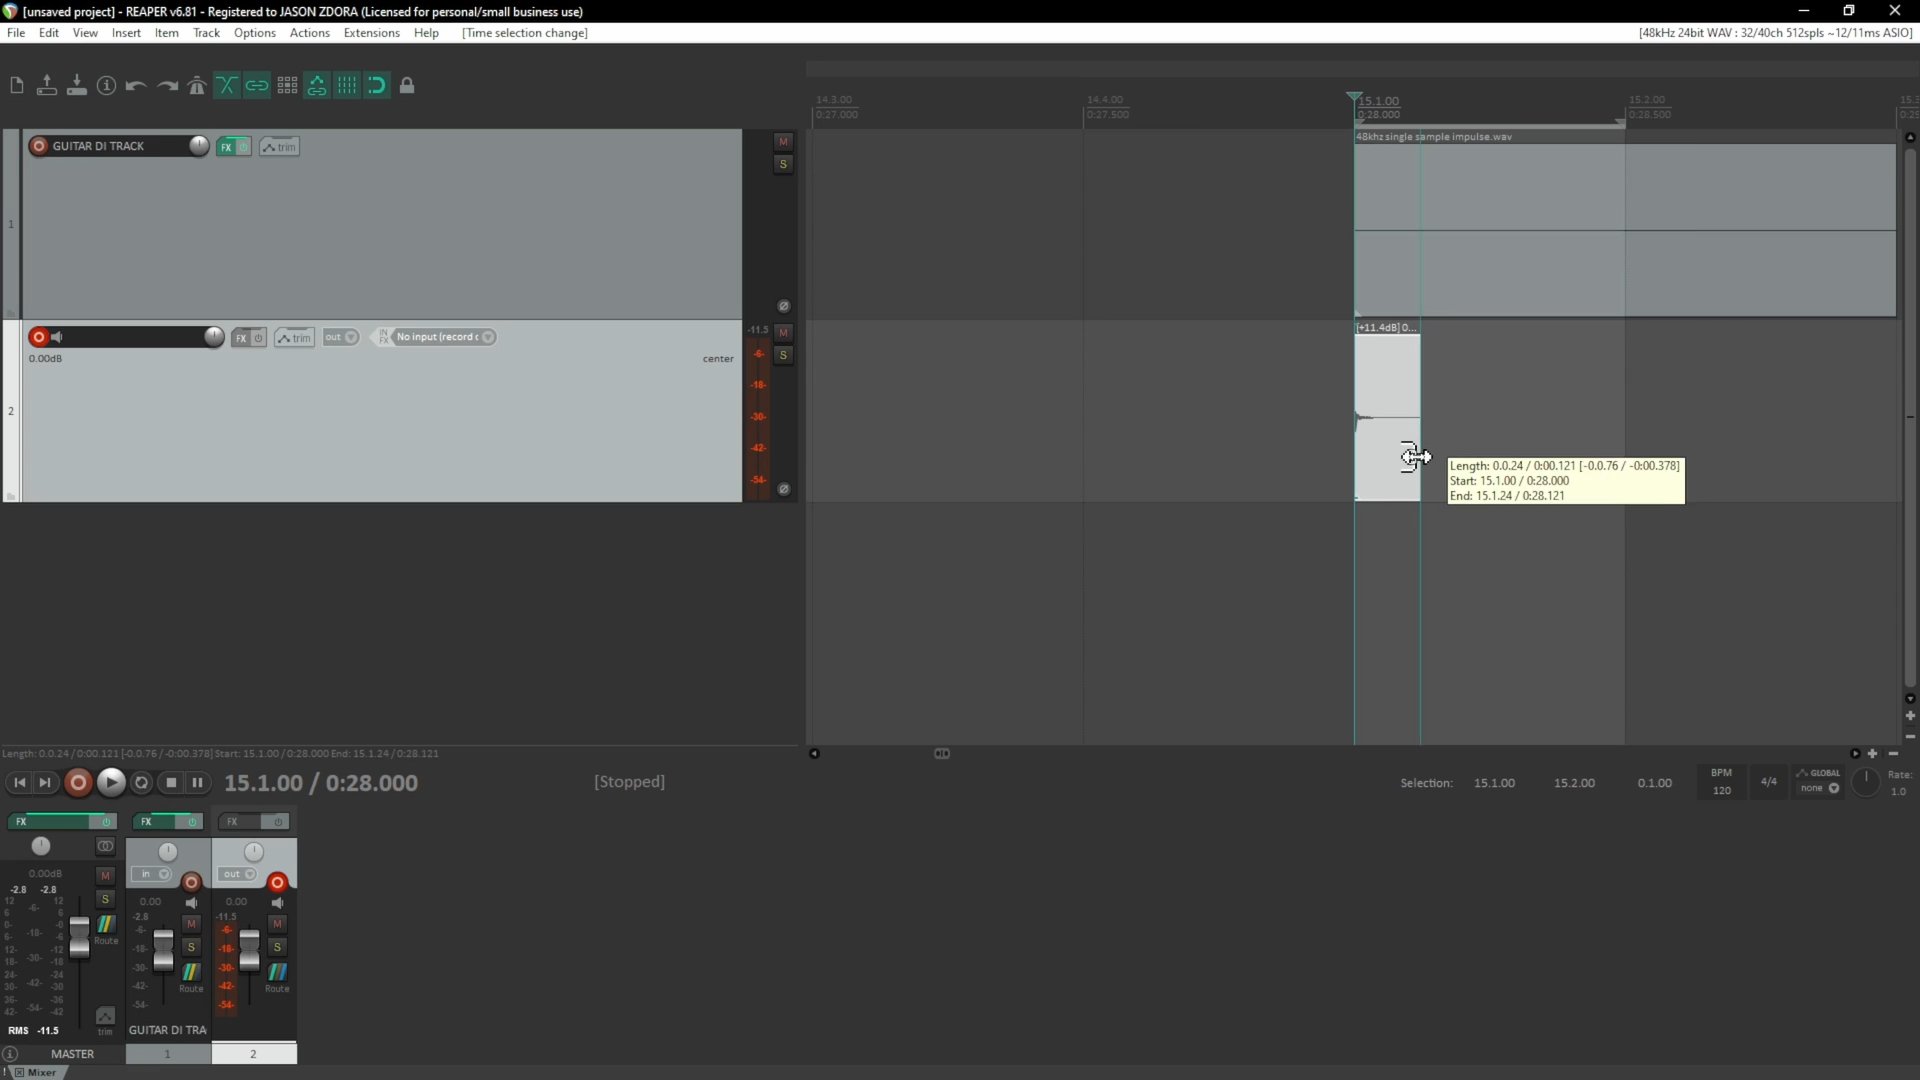 [unsaved project] - REAPER v6.81 - Registered to JASON ZDORA (Licensed for personal/small business use)
File Edit View Insert Item Track Options Actions Extensions Help [Time selection change]
[48kHz 24bit WAV : 32/40ch 512spls ~12/11ms ASIO]
14.3.00 14.4.00 15.1.00 15.2.00
0:27.000 0:27.500 0:28.000 0:28.500
48khz single sample impulse.wav
GUITAR DI TRACK FX trim M
S
1
[+11.4dB] 0...
FX trim out IN FX No input (record c -11.5 M
0.00dB center S
-6-
-18-
2
-30-
-42-
-54-
Length: 0.0.24 / 0:00.121 [-0.0.76 / -0:00.378]
Start: 15.1.00 / 0:28.000
End: 15.1.24 / 0:28.121
Length: 0.0.24 / 0:00.121 [-0.0.76 / -0:00.378] Start: 15.1.00 / 0:28.000 End: 15.1.24 / 0:28.121
15.1.00 / 0:28.000 [Stopped] Selection: 15.1.00 15.2.00 0.1.00
BPM
120
4/4
GLOBAL
none
Rate:
1.0
FX FX FX
in out
0.00dB M 0.00 0.00
-2.8 -2.8 -2.8 -11.5
S M M
S S
Route Route Route
trim
RMS -11.5
GUITAR DI TRA
MASTER 1 2
! Mixer